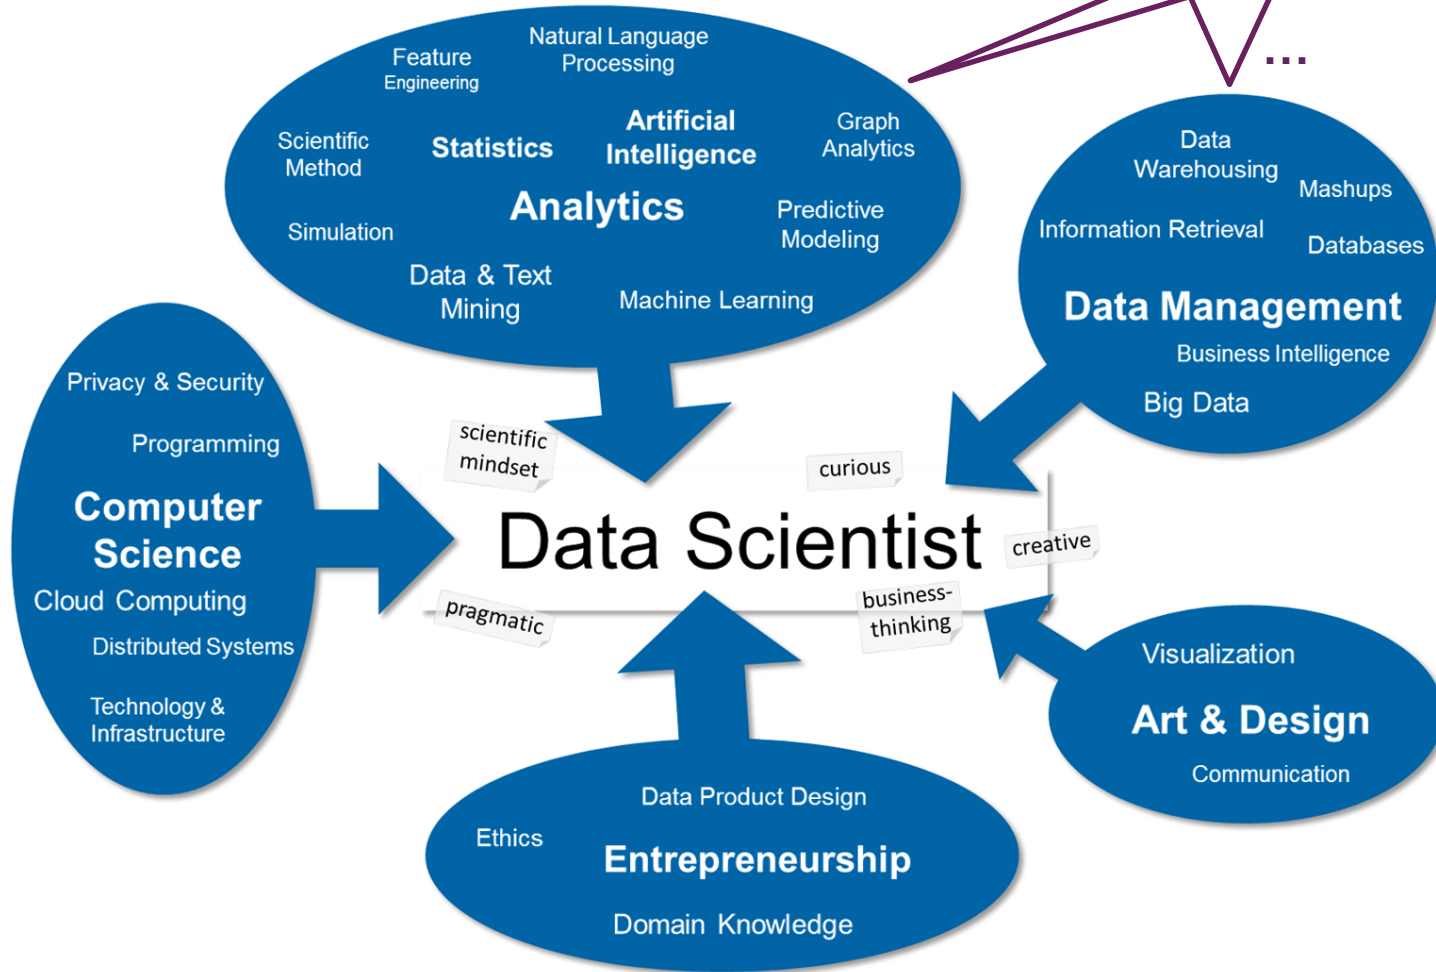 Natural Language
Processing
Feature
Engineering
Artificial
Intelligence
Statistics
Graph
Analytics
Scientific
Method
Analytics
Predictive
Modeling
Simulation
Data & Text
Mining
Machine Learning
...
Data
Warehousing
Mashups
Information Retrieval
Databases
Data Management
Business Intelligence
Big Data
Privacy & Security
Programming
Computer
Science
Cloud Computing
Distributed Systems
Technology &
Infrastructure
scientific
mindset
curious
Data Scientist
creative
pragmatic
business-
thinking
Visualization
Art & Design
Communication
Data Product Design
Ethics
Entrepreneurship
Domain Knowledge